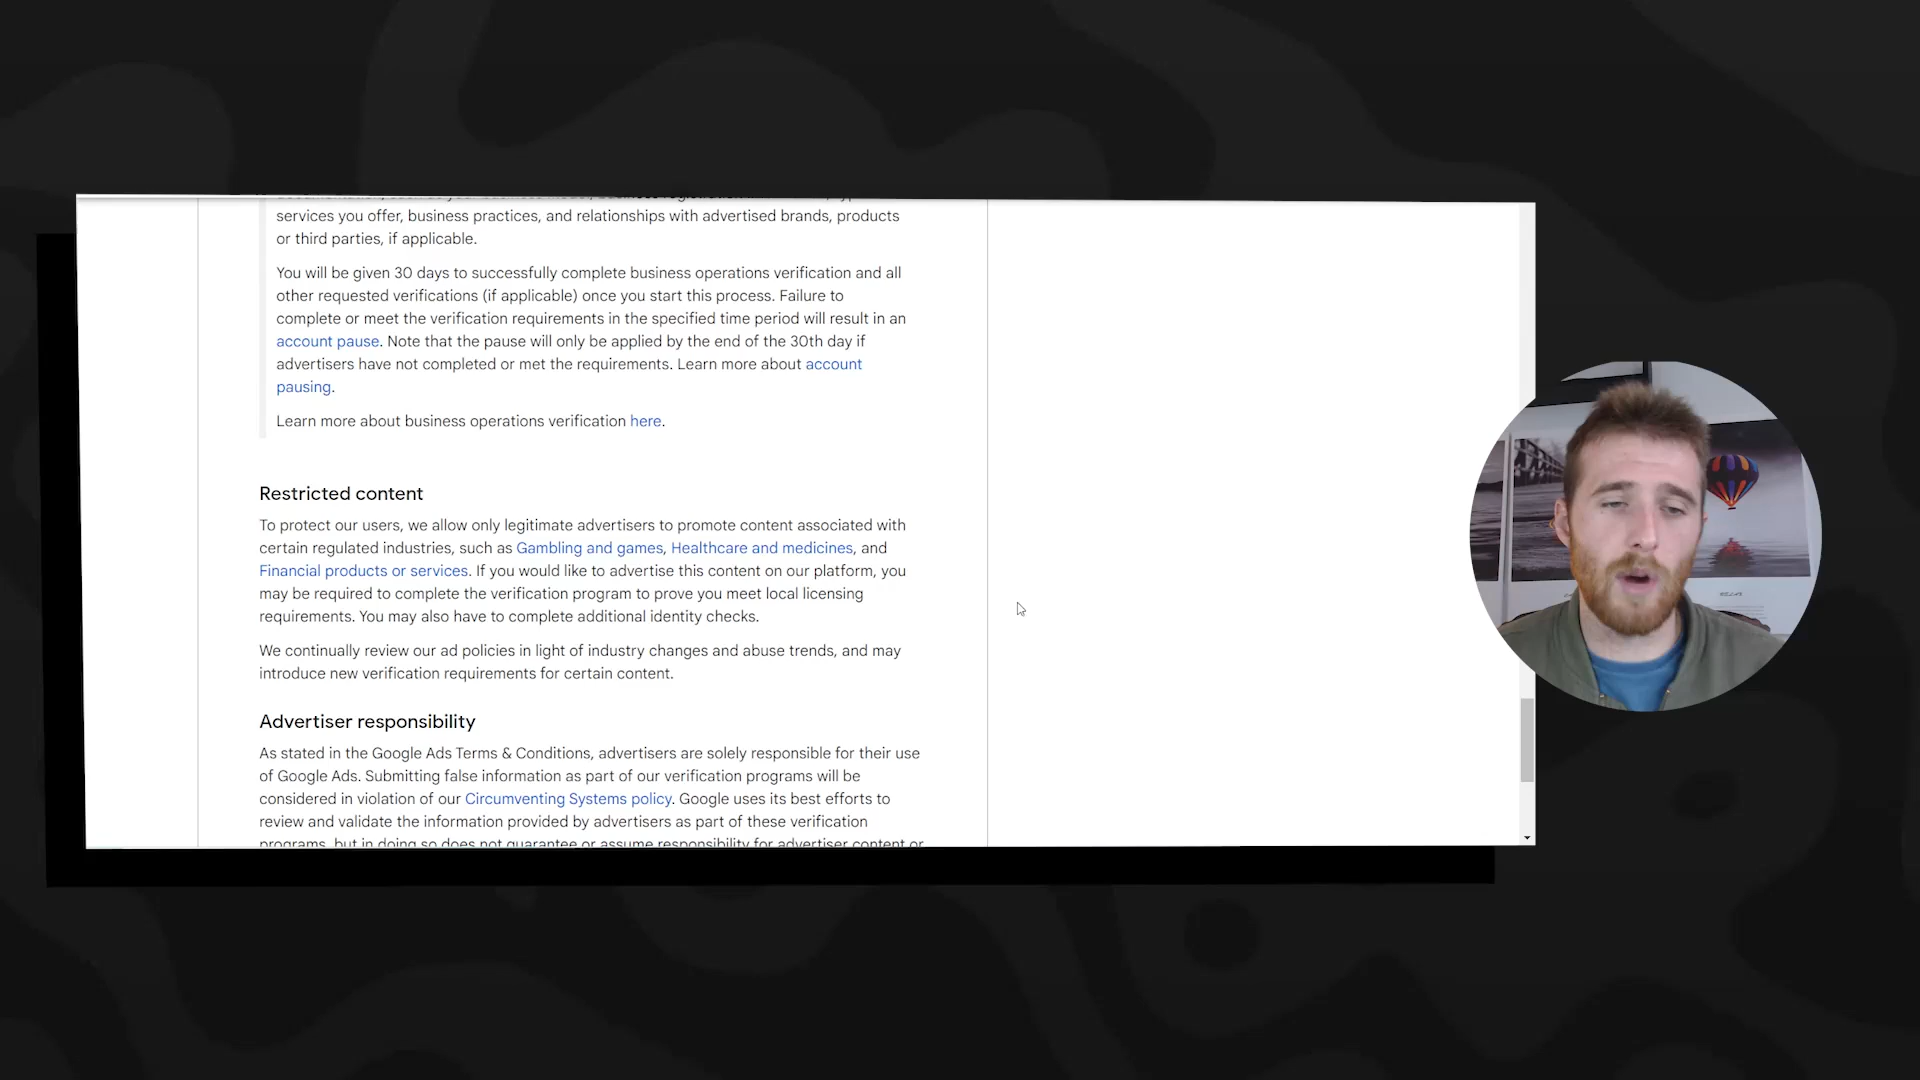 services you offer, business practices, and relationships with advertised brands, products
or third parties, if applicable.
You will be given 30 days to successfully complete business operations verification and all
other requested verifications (if applicable) once you start this process. Failure to
complete or meet the verification requirements in the specified time period will result in an
account pause. Note that the pause will only be applied by the end of the 30th day if
advertisers have not completed or met the requirements. Learn more about account
pausing.
Learn more about business operations verification here.
Restricted content
To protect our users, we allow only legitimate advertisers to promote content associated with
certain regulated industries, such as Gambling and games, Healthcare and medicines, and
Financial products or services. If you would like to advertise this content on our platform, you
may be required to complete the verification program to prove you meet local licensing
requirements. You may also have to complete additional identity checks.
We continually review our ad policies in light of industry changes and abuse trends, and may
introduce new verification requirements for certain content.
Advertiser responsibility
As stated in the Google Ads Terms & Conditions, advertisers are solely responsible for their use
of Google Ads. Submitting false information as part of our verification programs will be
considered in violation of our Circumventing Systems policy. Google uses its best efforts to
review and validate the information provided by advertisers as part of these verification
programs, but in doing so does not guarantee or assume responsibility for advertiser content or